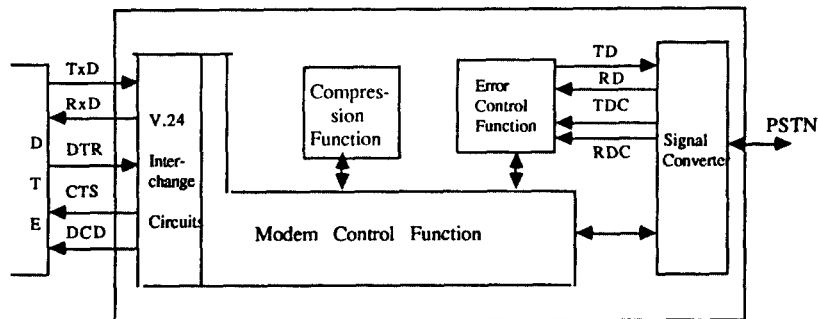 D
T
E
TxD
RxD
DTR
CTS
DCD
V.24
Inter-
change
Circuits
Compres-
sion
Function
Error
Control
Function
TD
RD
TDC
RDC
Signal
Converter
PSTN
Modem Control Function